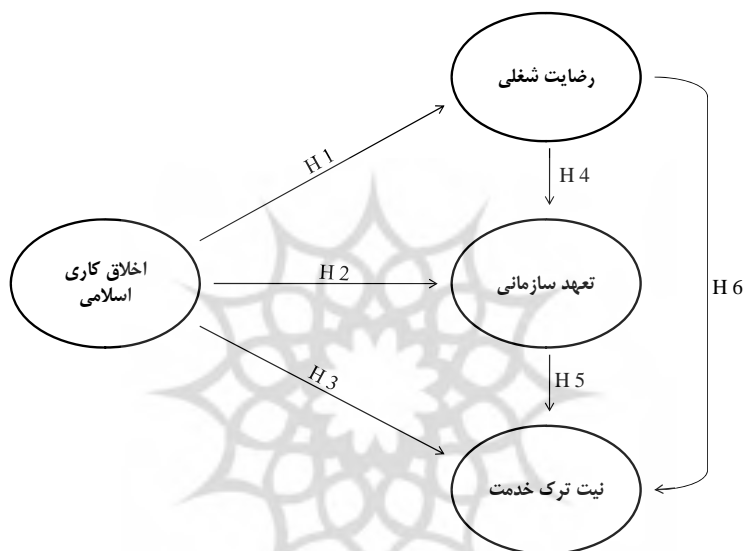 رضایت شغلی
H 1
H 4
اخلاق کاری
اسلامی
H 2
تعهد سازمانی
H 6
H 3
H 5
نیت ترک خدمت